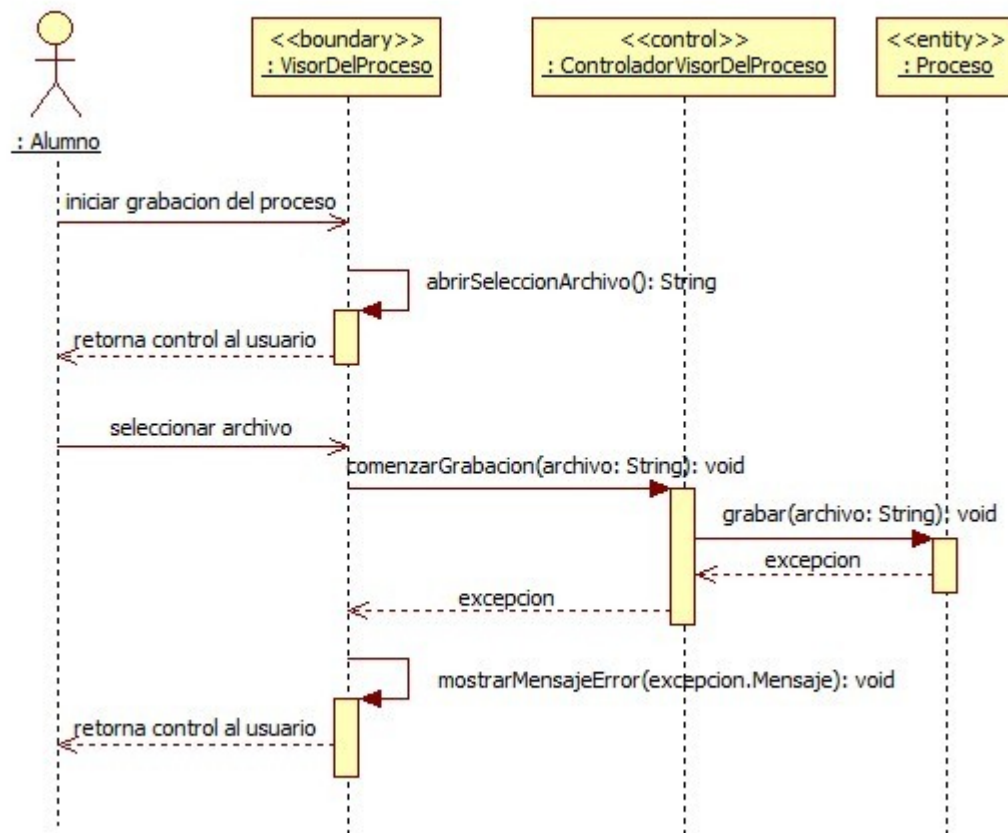 <<boundary>>
: VisorDelProceso
<<control>>
: ControladorVisorDelProceso
<<entity>>
: Proceso
: Alumno
iniciar grabacion del proceso
abrirSeleccionArchivo(): String
retorna control al usuario
seleccionar archivo
comenzarGrabacion(archivo: String): void
grabar(archivo: String): void
excepcion
excepcion
mostrarMensajeError(excepcion.Mensaje): void
retorna control al usuario